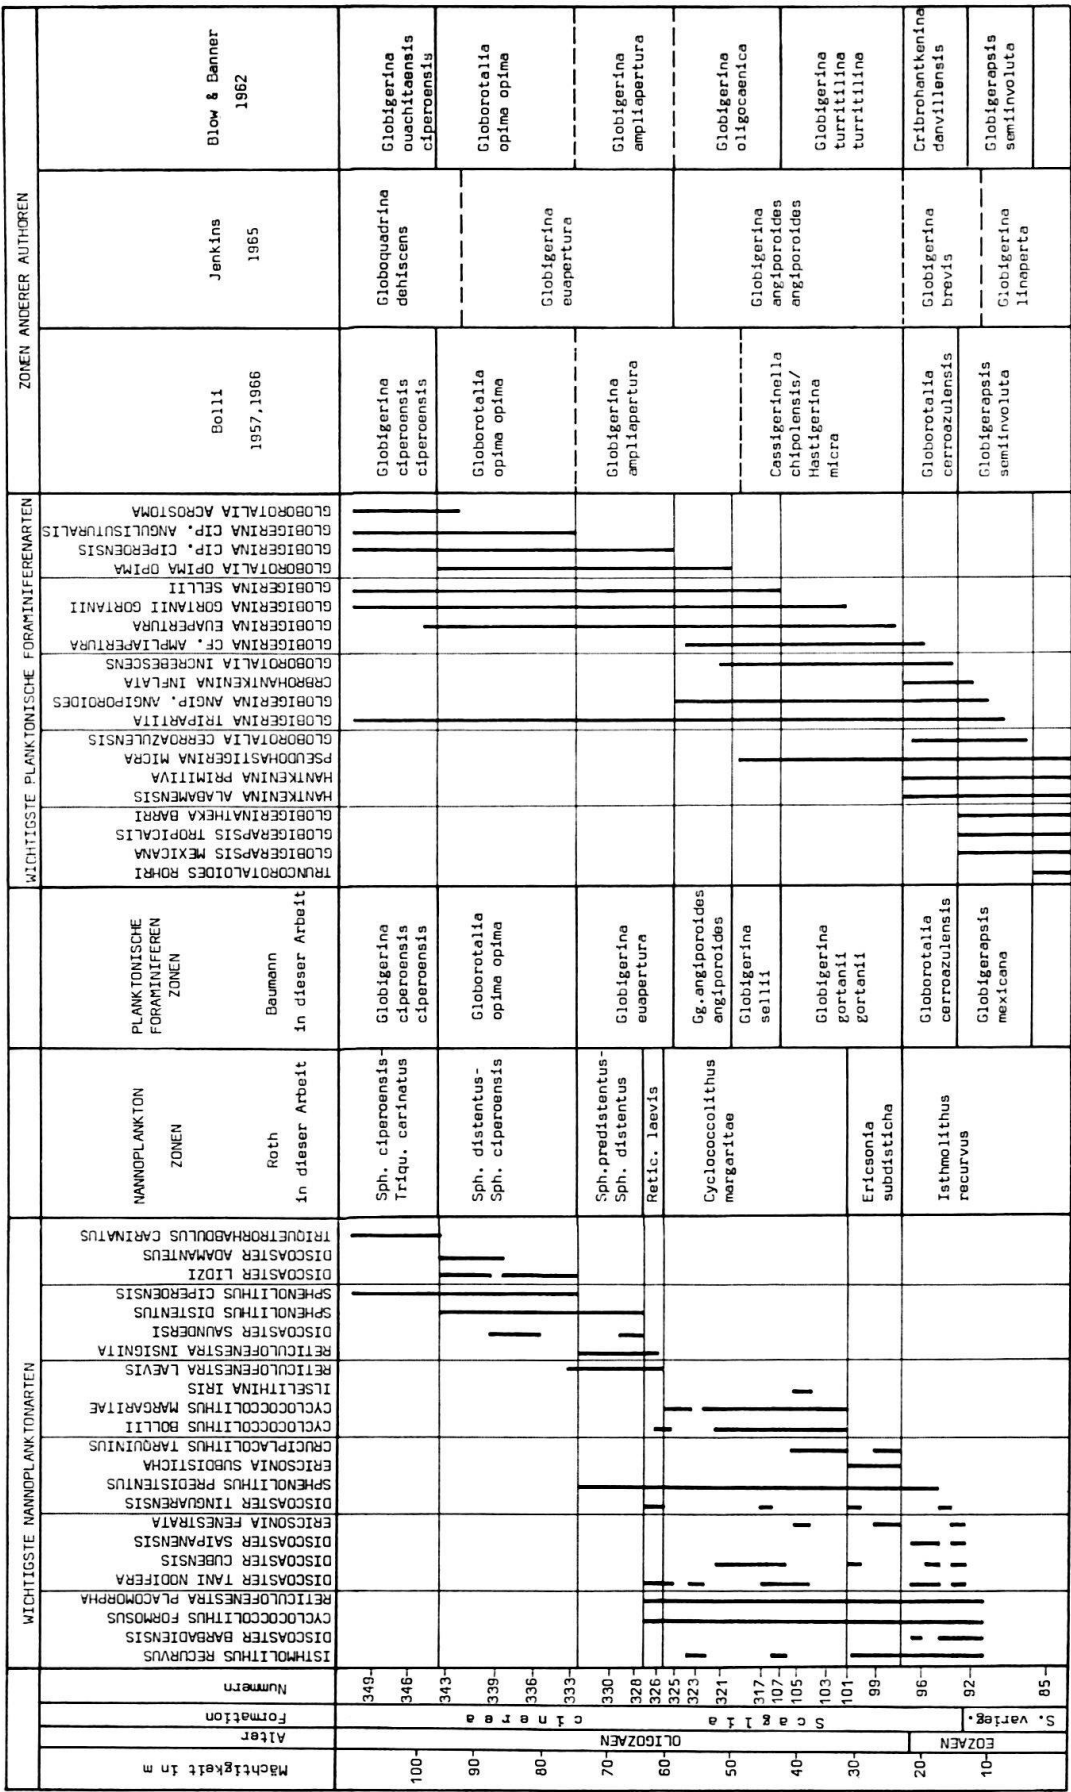 Mächtigkeit in m
Alter
Formation
Nummern
WICHTIGSTE NANNOPLANKTONARTEN
ISTHMOLITHUS RECURVUS
DISCOASTER BARBADIENSIS
CYCLOCOCCOLITHUS FORMOSUS
RETICULOFENESTRA PLACOMORPHA
DISCOASTER TANI NODIFERA
DISCOASTER CUBENSIS
DISCOASTER SAIPANENSIS
ERICSONIA FENESTRATA
DISCOASTER TINGUARENSIS
SPHENOLITHUS PREDISTENTUS
ERICSONIA SUBDISTICHA
CRUCIPLACOLITHUS TARQUINIUS
CYCLOCOCCOLITHUS BOLLII
CYCLOCOCCOLITHUS MARGARITAE
ILSELITHINA IRIS
RETICULOFENESTRA LAEVIS
RETICULOFENESTRA INSIGNITA
DISCOASTER SAUNDERSI
SPHENOLITHUS DISTENTUS
SPHENOLITHUS CIPEROENSIS
DISCOASTER LIDZI
DISCOASTER ADAMANTEUS
TRIQUETRORHABDULUS CARINATUS
NANNOPLANKTON
ZONEN
Roth
in dieser Arbeit
PLANKTONISCHE
FORAMINIFEREN
ZONEN
Baumann
in dieser Arbeit
WICHTIGSTE PLANKTONISCHE FORAMINIFERENARTEN
TRUNCOROTALOIDES ROHRI
GLOBIGERAPSIS MEXICANA
GLOBIGERAPSIS TROPICALIS
GLOBIGERINATHEKA BARRI
HANTKENINA ALABAMENSIS
HANTKENINA PRIMITIVA
PSEUDOHASTIGERINA MICRA
GLOBOROTALIA CERROAZULENSIS
GLOBIGERINA TRIPARTITA
GLOBIGERINA ANGIP. ANGIPOROIDES
CRBROHANTKENINA INFLATA
GLOBOROTALIA INCREBESCENS
GLOBIGERINA CF. AMPLIAPERTURA
GLOBIGERINA EUAPERTURA
GLOBIGERINA GORTANII GORTANII
GLOBIGERINA SELLII
GLOBOROTALIA OPIMA OPIMA
GLOBIGERINA CIP. CIPEROENSIS
GLOBIGERINA CIP. ANGULISUTURALIS
GLOBOROTALIA ACROSTOMA
ZONEN ANDERER AUTHOREN
Bolli
1957,1966
Jenkins
1965
Blow & Banner
1962
100
90
80
70
60
50
40
30
20
10
OLIGOZAEN
EOZAEN
Scaglia cinerea
S. varieg.
349
346
343
339
336
333
330
328
326
325
323
321
317
107
105
103
101
99
96
92
85
Sph. ciperoensis-
Triqu. carinatus
Sph. distentus-
Sph. ciperoensis
Sph.predistentus-
Sph. distentus
Retic. laevis
Cyclococcolithus
margaritae
Ericsonia
subdisticha
Isthmolithus
recurvus
Globigerina
ciperoensis
ciperoensis
Globorotalia
opima opima
Globigerina
euapertura
Gg.angiporoides
angiporoides
Globigerina
sellii
Globigerina
gortanii
gortanii
Globorotalia
cerroazulensis
Globigerapsis
mexicana
Globigerina
ciperoensis
ciperoensis
Globorotalia
opima opima
Globigerina
ampliapertura
Cassigerinella
chipolensis/
Hastigerina
micra
Globorotalia
cerroazulensis
Globigerapsis
semiinvoluta
Globoquadrina
dehiscens
Globigerina
euapertura
Globigerina
angiporoides
angiporoides
Globigerina
brevis
Globigerina
linaperta
Globigerina
ouachitaensis
ciperoensis
Globorotalia
opima opima
Globigerina
ampliapertura
Globigerina
oligocaenica
Globigerina
turritilina
turritilina
Cribrohantkenina
danvillensis
Globigerapsis
semiinvoluta